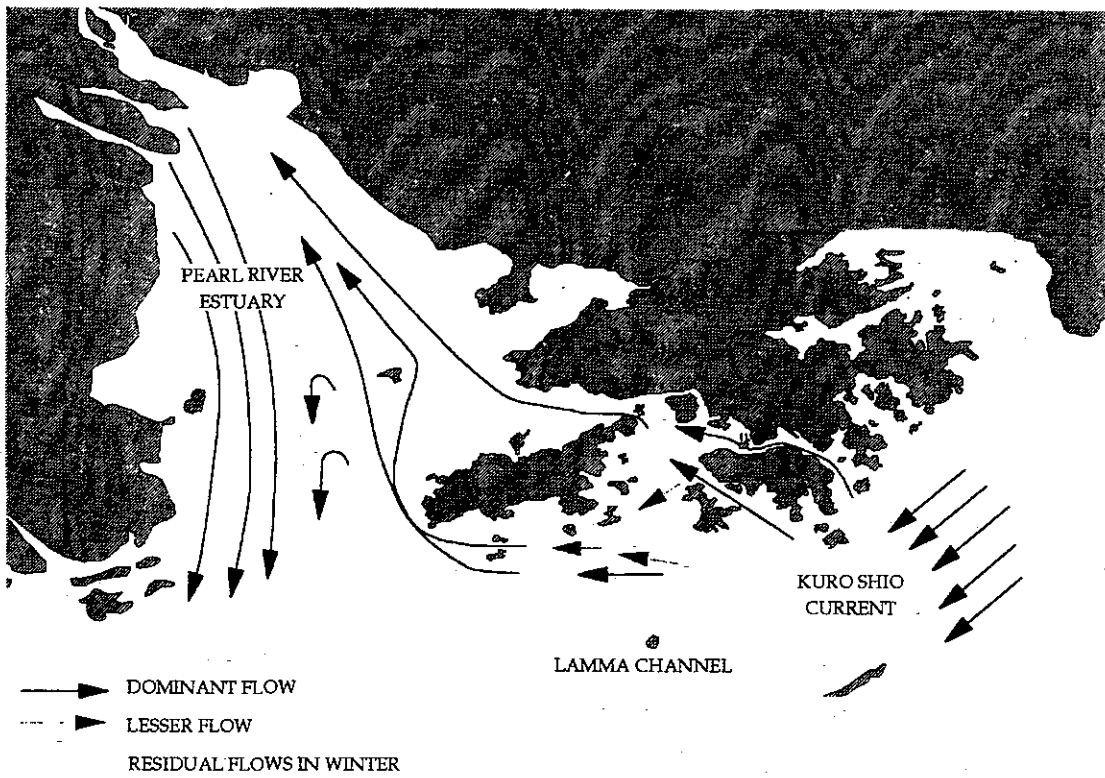 PEARL RIVER
ESTUARY
KURO SHIO
CURRENT
LAMMA CHANNEL
DOMINANT FLOW
LESSER FLOW
RESIDUAL FLOWS IN WINTER